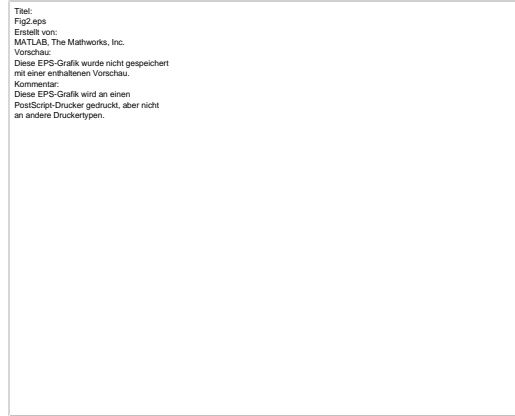 Titel:
Fig2.eps
Erstellt von:
MATLAB, The Mathworks, Inc.
Vorschau:
Diese EPS-Grafik wurde nicht gespeichert
mit einer enthaltenen Vorschau.
Kommentar:
Diese EPS-Grafik wird an einen
PostScript-Drucker gedruckt, aber nicht
an andere Druckertypen.